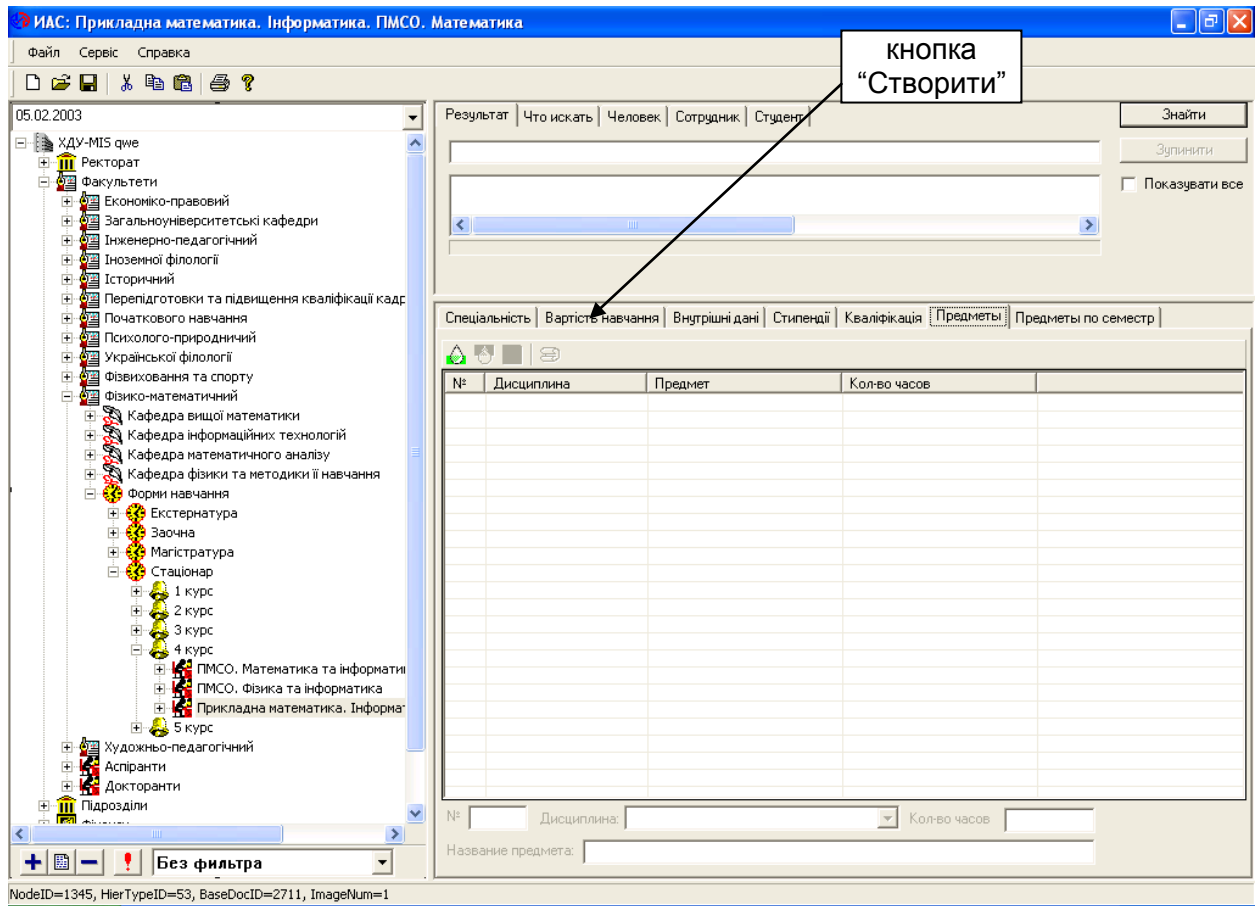 ИАС: Прикладна математика. Інформатика. ПМСО. Математика
Файл Сервіс Справка
кнопка
“Створити”
05.02.2003
ХДУ-MIS qwe
Ректорат
Факультети
Економіко-правовий
Загальноуніверситетські кафедри
Інженерно-педагогічний
Іноземної філології
Історичний
Перепідготовки та підвищення кваліфікації кадр
Початкового навчання
Психолого-природничий
Української філології
Фізвиховання та спорту
Фізико-математичний
Кафедра вищої математики
Кафедра інформаційних технологій
Кафедра математичного аналізу
Кафедра фізики та методики її навчання
Форми навчання
Екстернатура
Заочна
Магістратура
Стаціонар
1 курс
2 курс
3 курс
4 курс
ПМСО. Математика та інформати
ПМСО. Фізика та інформатика
Прикладна математика. Інформат
5 курс
Художньо-педагогічний
Аспіранти
Докторанти
Підрозділи
Без фильтра
Результат Что искать Человек Сотрудник Студент
Знайти
Зупинити
Показувати все
Спеціальність Вартість навчання Внутрішні дані Стипендії Кваліфікація Предметы Предметы по семестр
№ Дисциплина Предмет Кол-во часов
№ Дисциплина: Кол-во часов
Название предмета:
NodeID=1345, HierTypeID=53, BaseDocID=2711, ImageNum=1